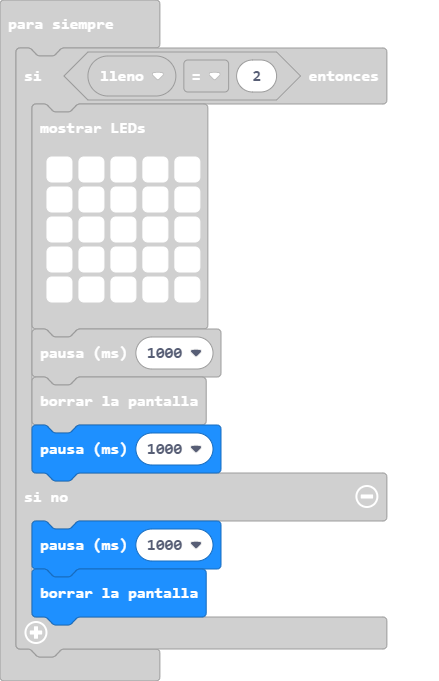 para siempre
si lleno = 2 entonces
mostrar LEDs
pausa (ms) 1000
borrar la pantalla
pausa (ms) 1000
si no
pausa (ms) 1000
borrar la pantalla